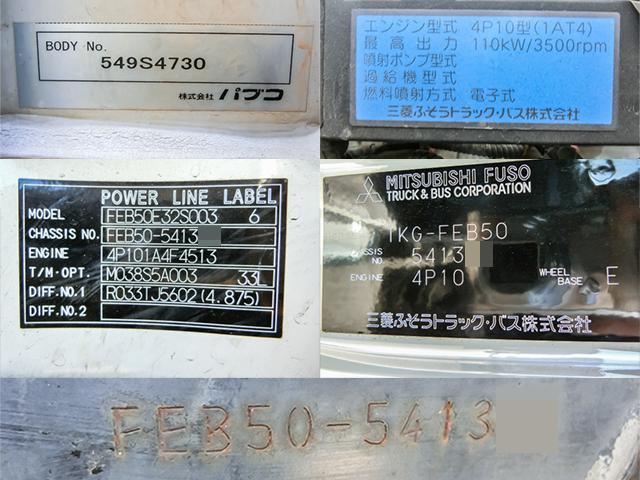 BODY No.
549S4730
株式会社 パブコ
エンジン型式 4P10型(1AT4)
最高出力 110kW/3500rpm
噴射ポンプ型式
過給機型式
燃料噴射方式 電子式
三菱ふそうトラック・バス株式会社
POWER LINE LABEL
MODEL FEB50E32S003 6
CHASSIS NO. FEB50-5413
ENGINE 4P101A4F4513
T/M-OPT. M038S5A003 33L
DIFF.NO.1 R033TJ5602(4.875)
DIFF.NO.2
MITSUBISHI FUSO
TRUCK & BUS CORPORATION
TKG-FEB50
CHASSIS NO 5413
ENGINE 4P10 WHEEL BASE E
三菱ふそうトラック・バス株式会社
FEB50-5413